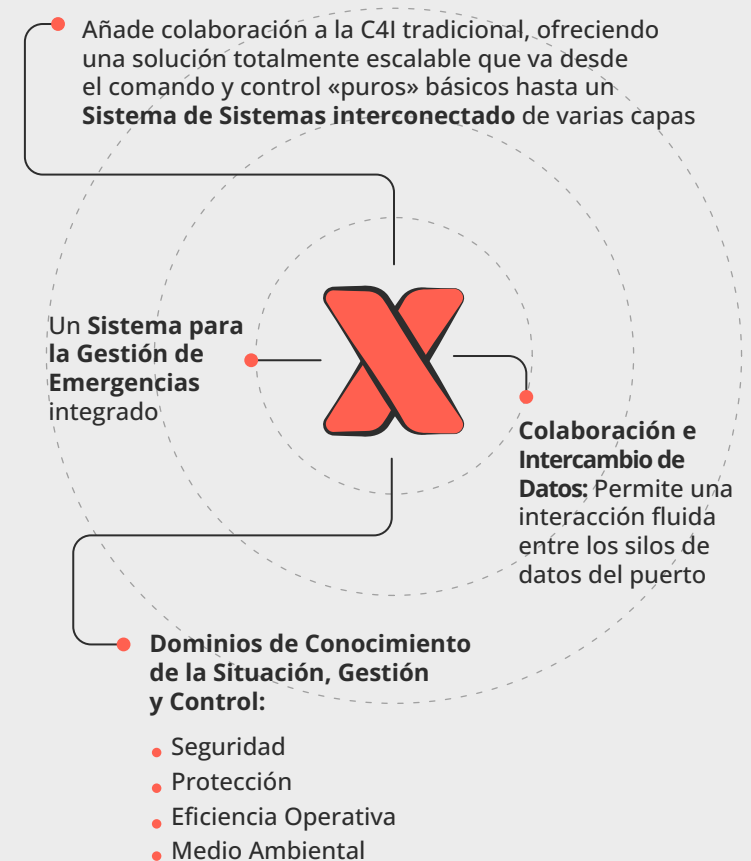 Añade colaboración a la C4I tradicional, ofreciendo
una solución totalmente escalable que va desde
el comando y control «puros» básicos hasta un
Sistema de Sistemas interconectado de varias capas
Un Sistema para
la Gestión de
Emergencias
integrado
Colaboración e
Intercambio de
Datos: Permite una
interacción fluida
entre los silos de
datos del puerto
Dominios de Conocimiento
de la Situación, Gestión
y Control:
Seguridad
Protección
Eficiencia Operativa
Medio Ambiental